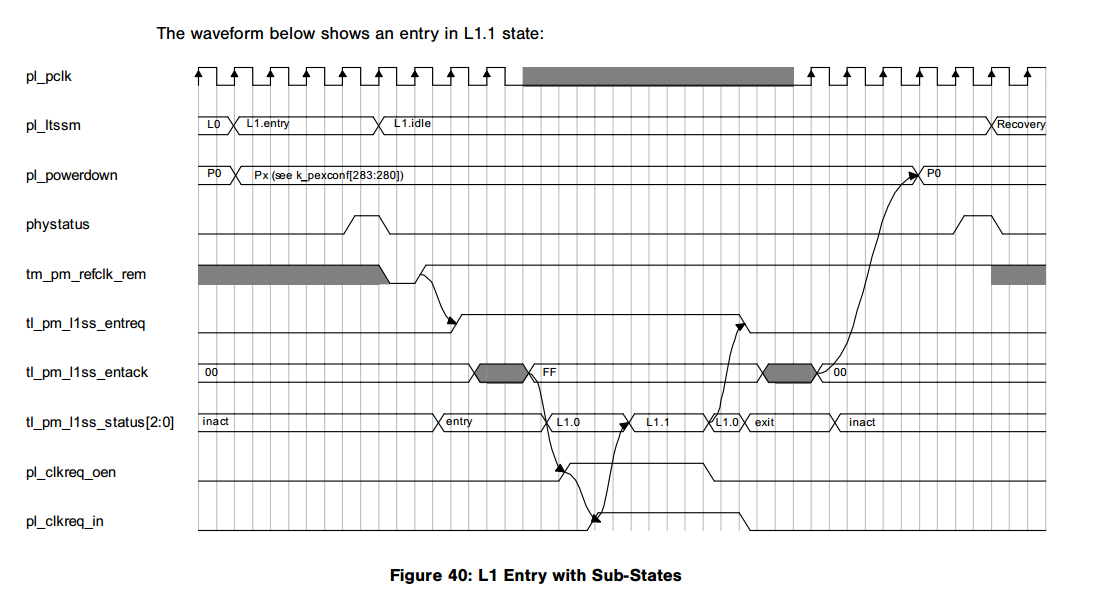 The waveform below shows an entry in L1.1 state:
pl_pclk
pl_ltssm L0 L1.entry L1.idle Recovery
pl_powerdown P0 Px (see k_pexconf[283:280]) P0
phystatus
tm_pm_refclk_rem
tl_pm_l1ss_entreq
tl_pm_l1ss_entack 00 FF 00
tl_pm_l1ss_status[2:0] inact entry L1.0 L1.1 L1.0 exit inact
pl_clkreq_oen
pl_clkreq_in
Figure 40: L1 Entry with Sub-States